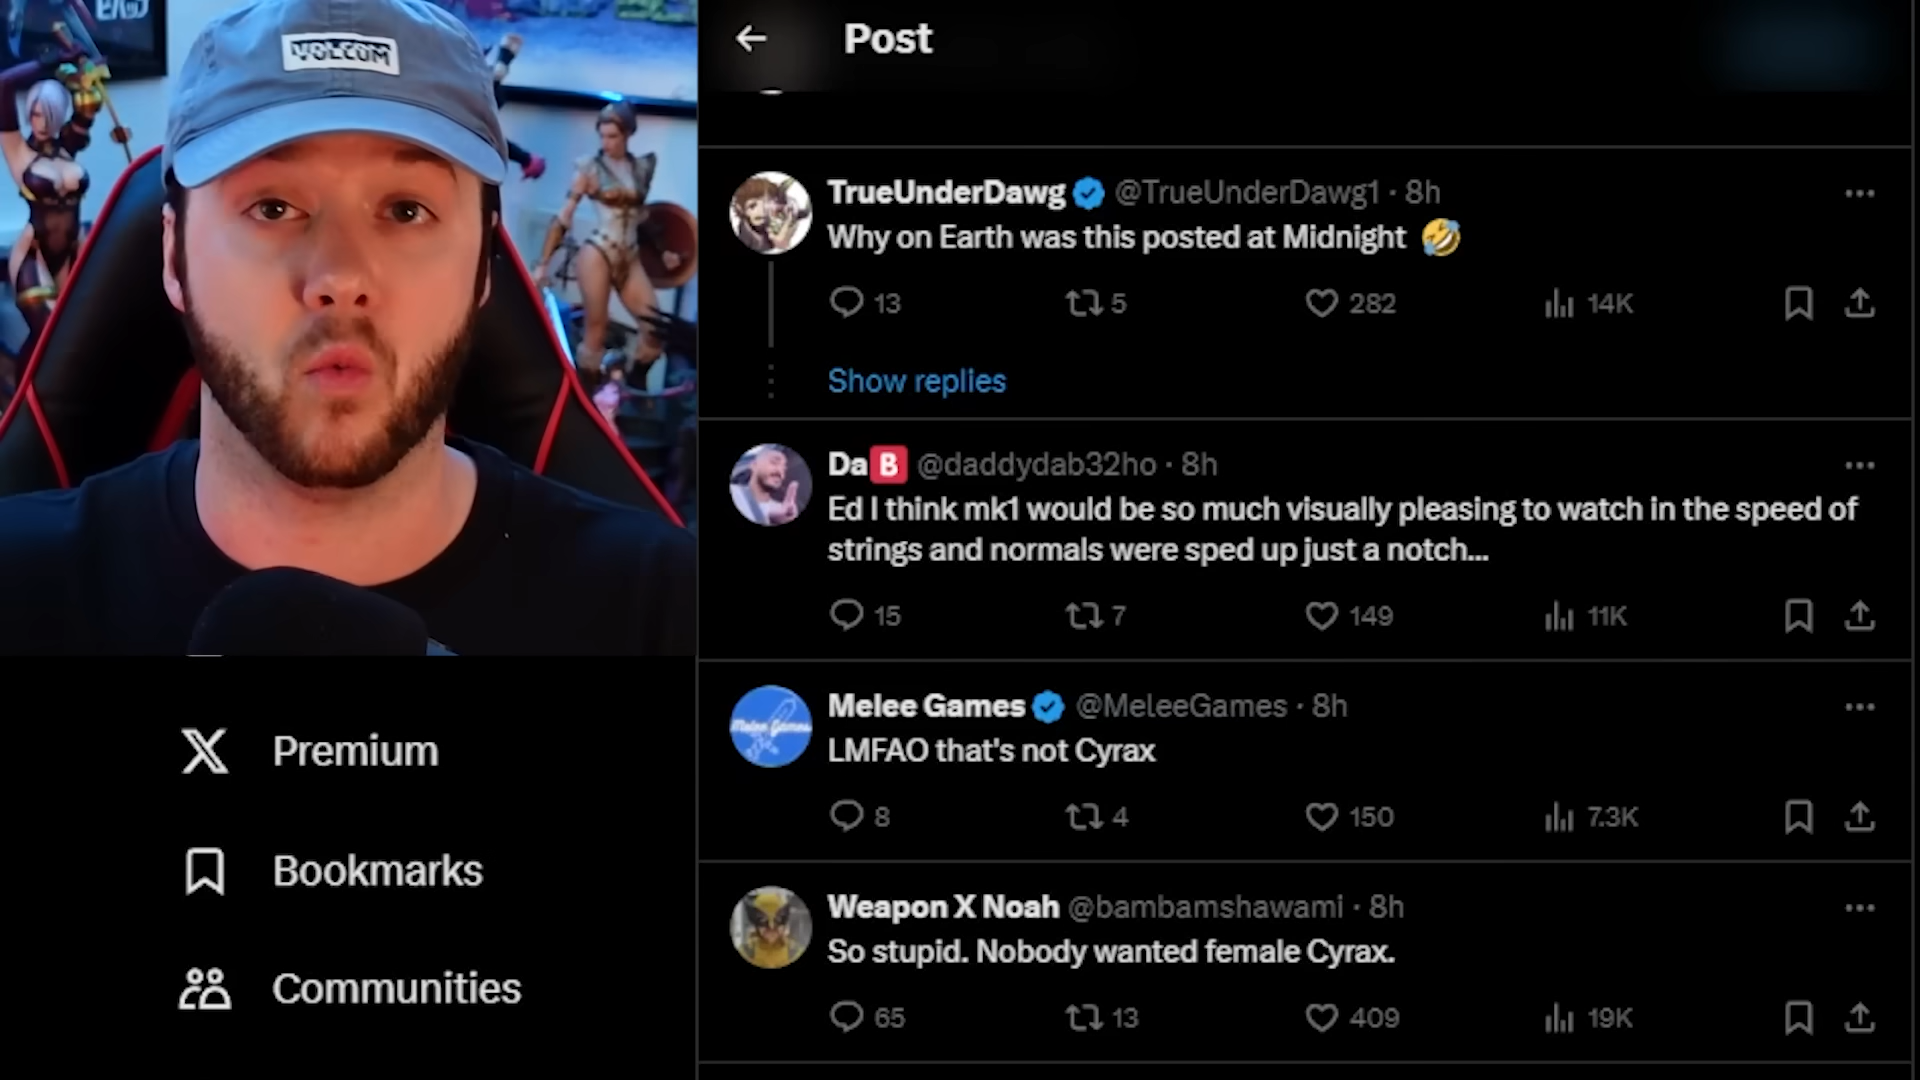 VOLCOM
Post
TrueUnderDawg @TrueUnderDawg1 · 8h
Why on Earth was this posted at Midnight 🤣
13 5 282 14K
Show replies
Da🅱 @daddydab32ho · 8h
Ed I think mk1 would be so much visually pleasing to watch in the speed of
strings and normals were sped up just a notch...
15 7 149 11K
Melee Games @MeleeGames · 8h
LMFAO that's not Cyrax
8 4 150 7.3K
Weapon X Noah @bambamshawami · 8h
So stupid. Nobody wanted female Cyrax.
65 13 409 19K
Premium
Bookmarks
Communities